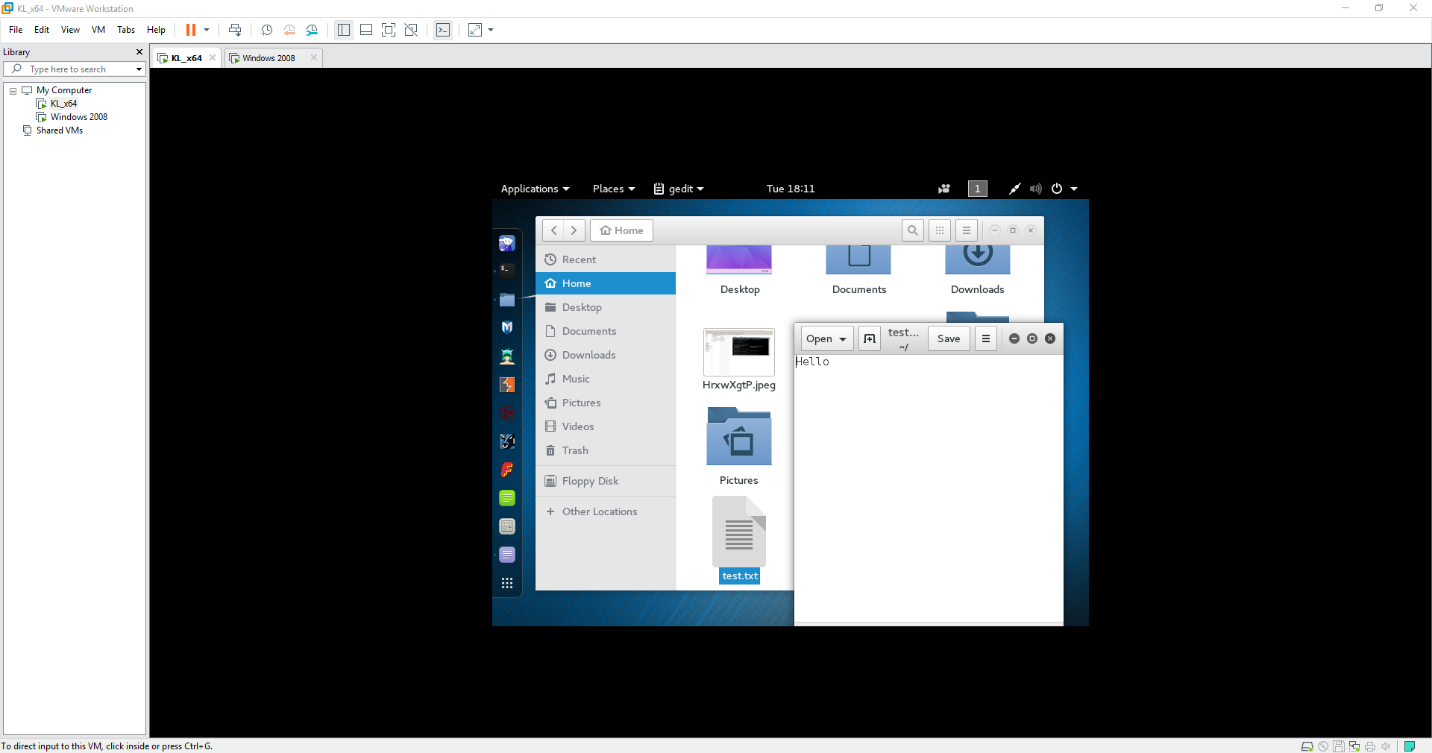 KL_x64 - VMware Workstation
File Edit View VM Tabs Help
Library
Type here to search
My Computer
KL_x64
Windows 2008
Shared VMs
KL_x64 Windows 2008
Applications Places gedit Tue 18:11 1
Home
Recent
Home
Desktop
Documents
Downloads
Music
Pictures
Videos
Trash
Floppy Disk
Other Locations
Desktop Documents Downloads
HrxwXgtP.jpeg
Pictures
test.txt
Open test... Save
~/
Hello
To direct input to this VM, click inside or press Ctrl+G.